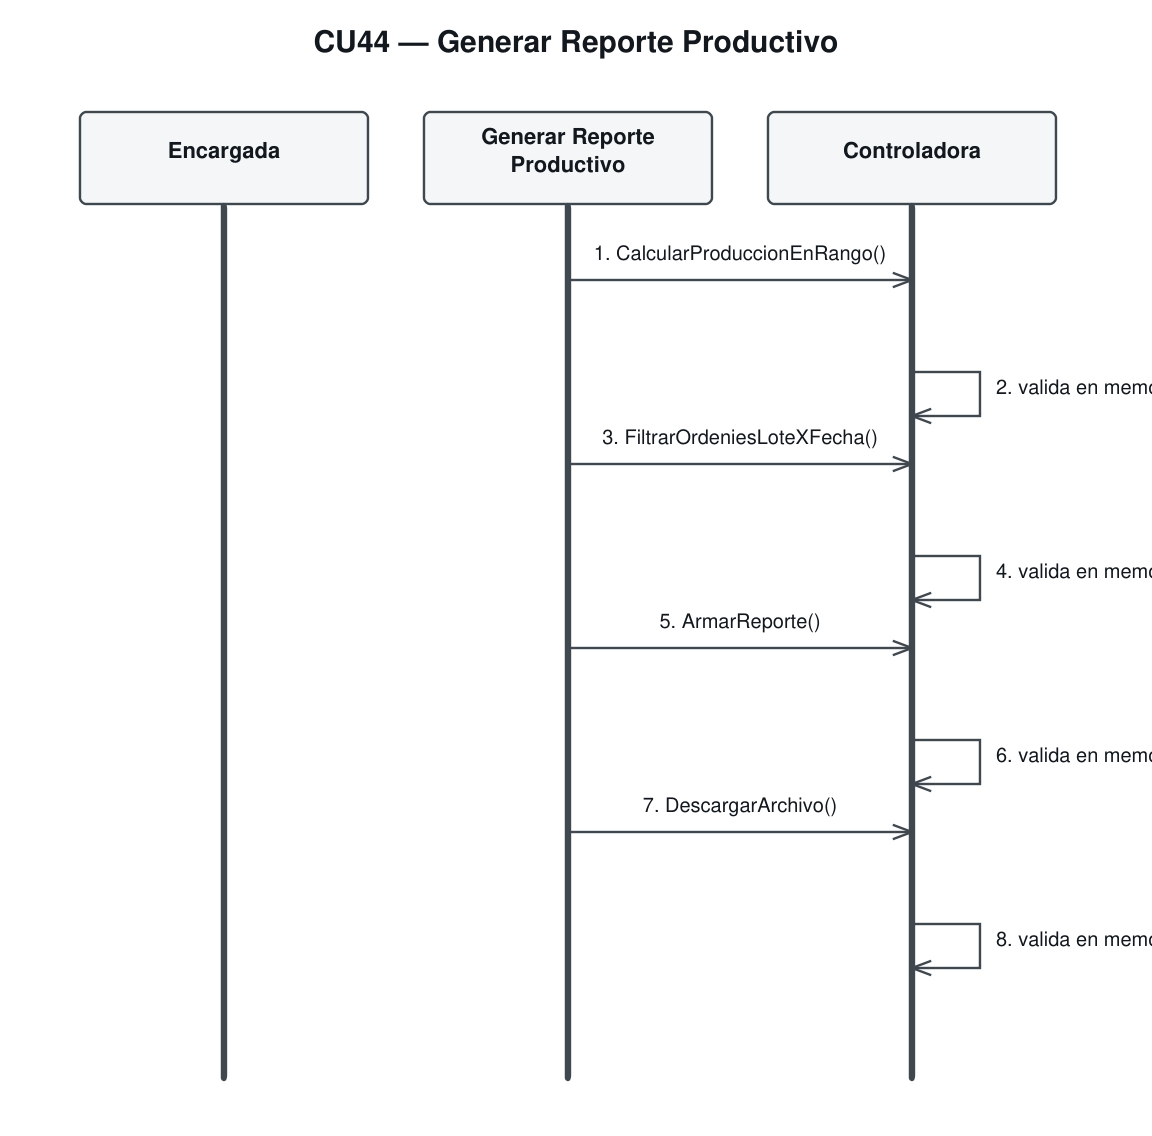 CU44 — Generar Reporte Productivo
Encargada
Generar Reporte
Productivo
Controladora
1. CalcularProduccionEnRango()
2. valida en
3. FiltrarOrdeniesLoteXFecha()
4. valida en
5. ArmarReporte()
6. valida en
7. DescargarArchivo()
8. valida en